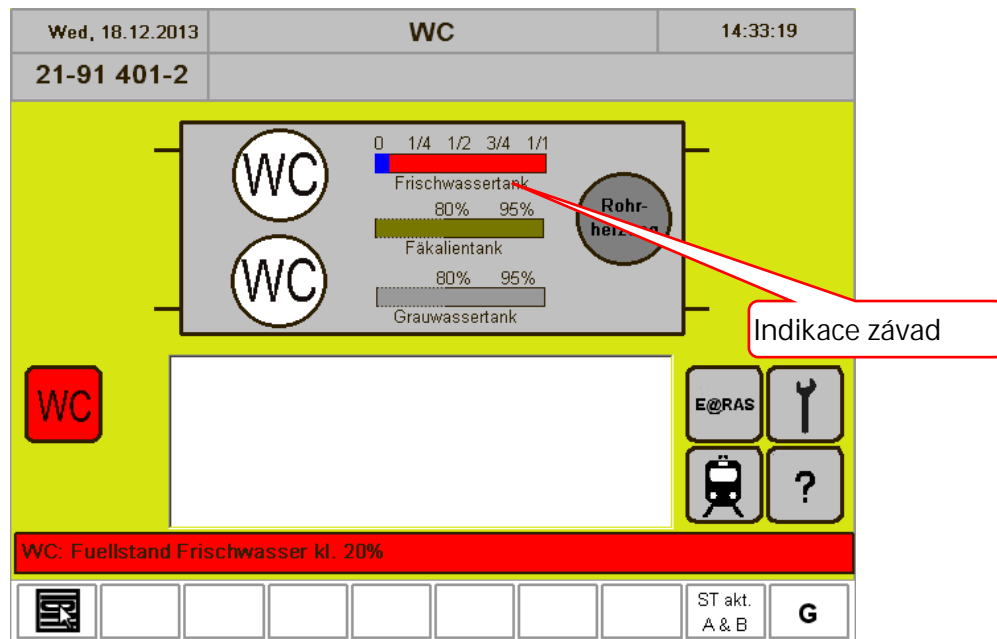 Wed, 18.12.2013 WC 14:33:19
21-91 401-2
WC
0 1/4 1/2 3/4 1/1
Frischwassertank
80% 95%
Fäkalientank
80% 95%
Grauwassertank
WC
Rohr-
heizung
Indikace závad
WC
E@RAS
?
WC: Fuellstand Frischwasser kl. 20%
ST akt.
A & B
G